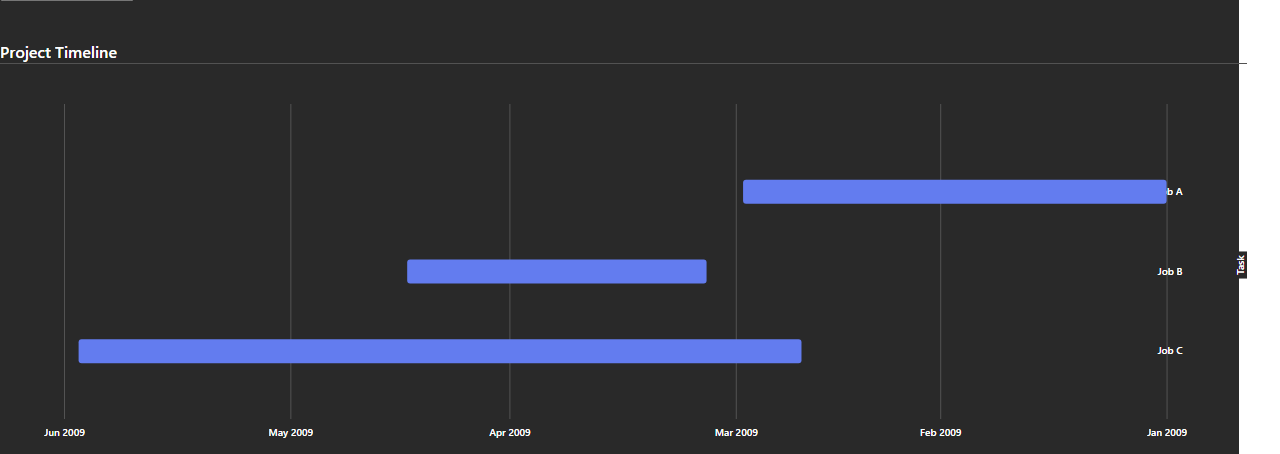 Project Timeline
b A
Job B
Task
Job C
Jun 2009
May 2009
Apr 2009
Mar 2009
Feb 2009
Jan 2009